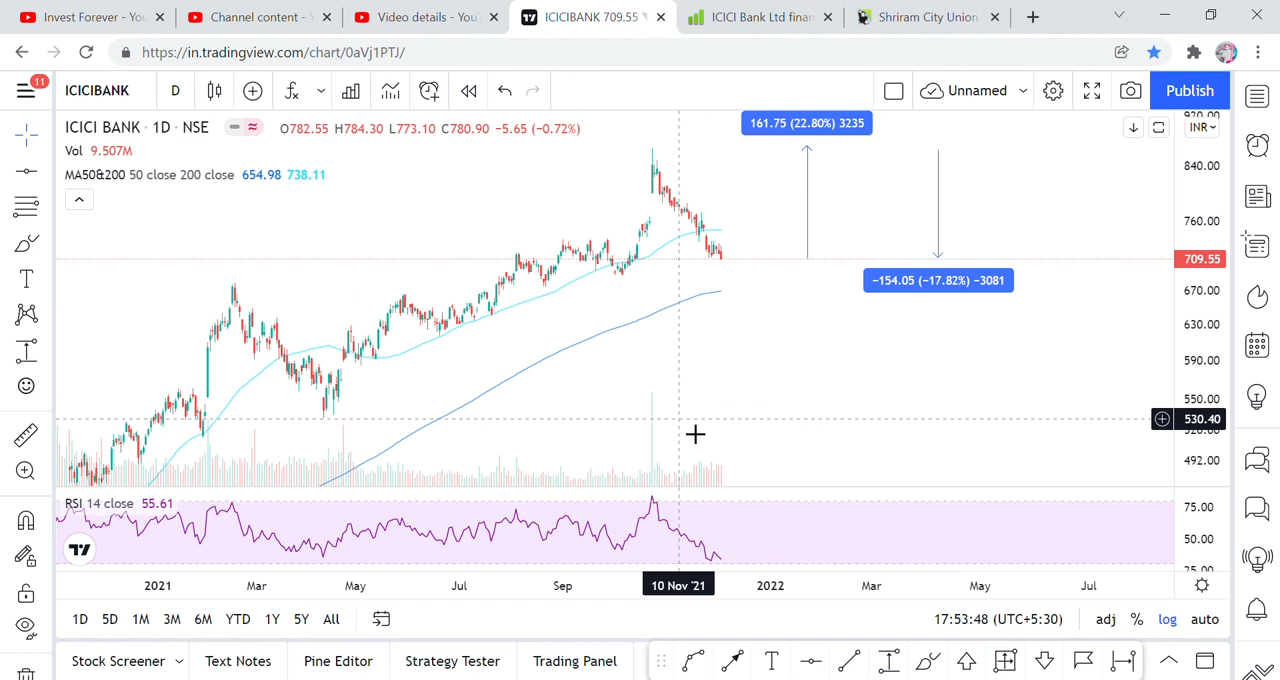 Invest Forever - You
Channel content - You
Video details - YouT
ICICIBANK 709.55
ICICI Bank Ltd finan
Shriram City Union
https://in.tradingview.com/chart/0aVj1PTJ/
11
ICICIBANK
D
Unnamed
Publish
ICICI BANK · 1D · NSE
O782.55 H784.30 L773.10 C780.90 −5.65 (−0.72%)
Vol 9.507M
MA50&200 50 close 200 close 654.98 738.11
161.75 (22.80%) 3235
−154.05 (−17.82%) −3081
INR
920.00
840.00
760.00
709.55
670.00
630.00
590.00
550.00
530.40
520.00
492.00
RSI 14 close 55.61
75.00
50.00
25.00
2021 Mar May Jul Sep 10 Nov '21 2022 Mar May Jul
1D 5D 1M 3M 6M YTD 1Y 5Y All
17:53:48 (UTC+5:30)
adj % log auto
Stock Screener Text Notes Pine Editor Strategy Tester Trading Panel